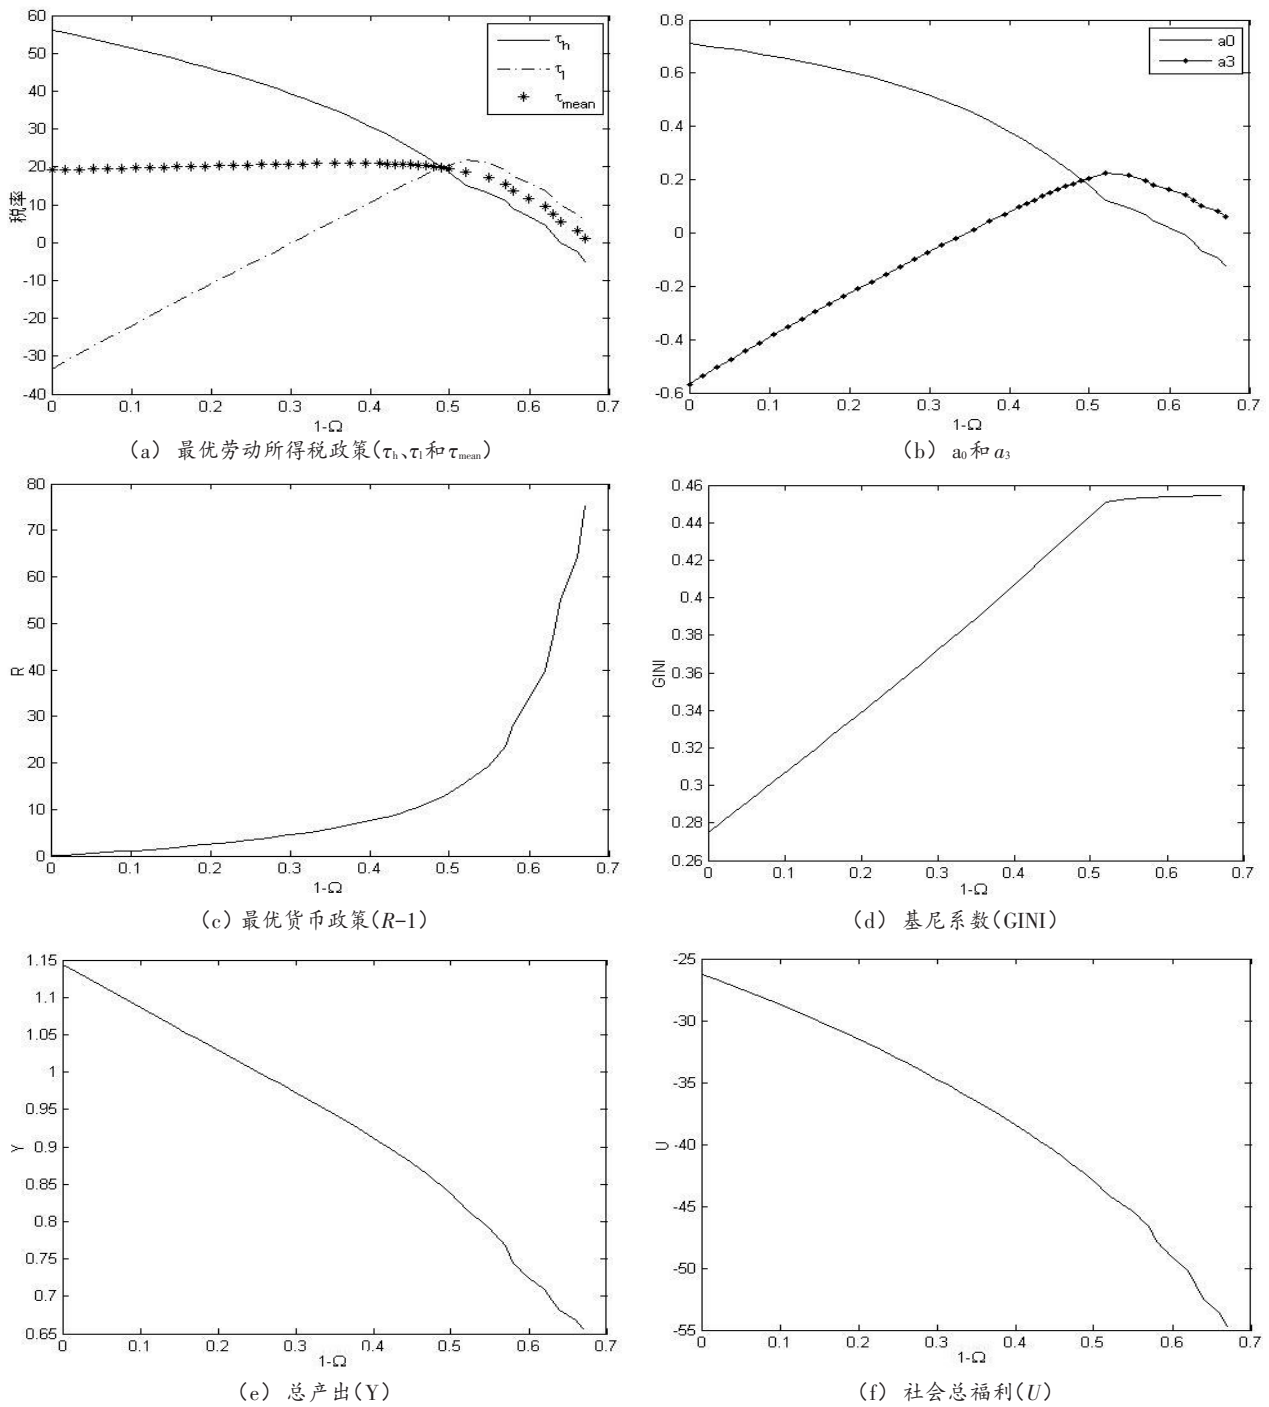 60
50
40
30
20
10
0
-10
-20
-30
-40
税率
τh
τl
τmean
0 0.1 0.2 0.3 0.4 0.5 0.6 0.7
1-Ω
(a) 最优劳动所得税政策(τh、τl和τmean)
0.8
0.6
0.4
0.2
0
-0.2
-0.4
-0.6
a0
a3
0 0.1 0.2 0.3 0.4 0.5 0.6 0.7
1-Ω
(b) a0和a3
80
70
60
50
40
30
20
10
0
R
0 0.1 0.2 0.3 0.4 0.5 0.6 0.7
1-Ω
(c) 最优货币政策(R-1)
0.46
0.44
0.42
0.4
0.38
0.36
0.34
0.32
0.3
0.28
0.26
GINI
0 0.1 0.2 0.3 0.4 0.5 0.6 0.7
1-Ω
(d) 基尼系数(GINI)
1.15
1.1
1.05
1
0.95
0.9
0.85
0.8
0.75
0.7
0.65
Y
0 0.1 0.2 0.3 0.4 0.5 0.6 0.7
1-Ω
(e) 总产出(Y)
-25
-30
-35
-40
-45
-50
-55
U
0 0.1 0.2 0.3 0.4 0.5 0.6 0.7
1-Ω
(f) 社会总福利(U)